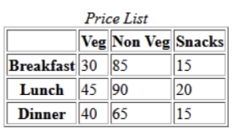 Price List
Veg Non Veg Snacks
Breakfast 30 85 15
Lunch 45 90 20
Dinner 40 65 15